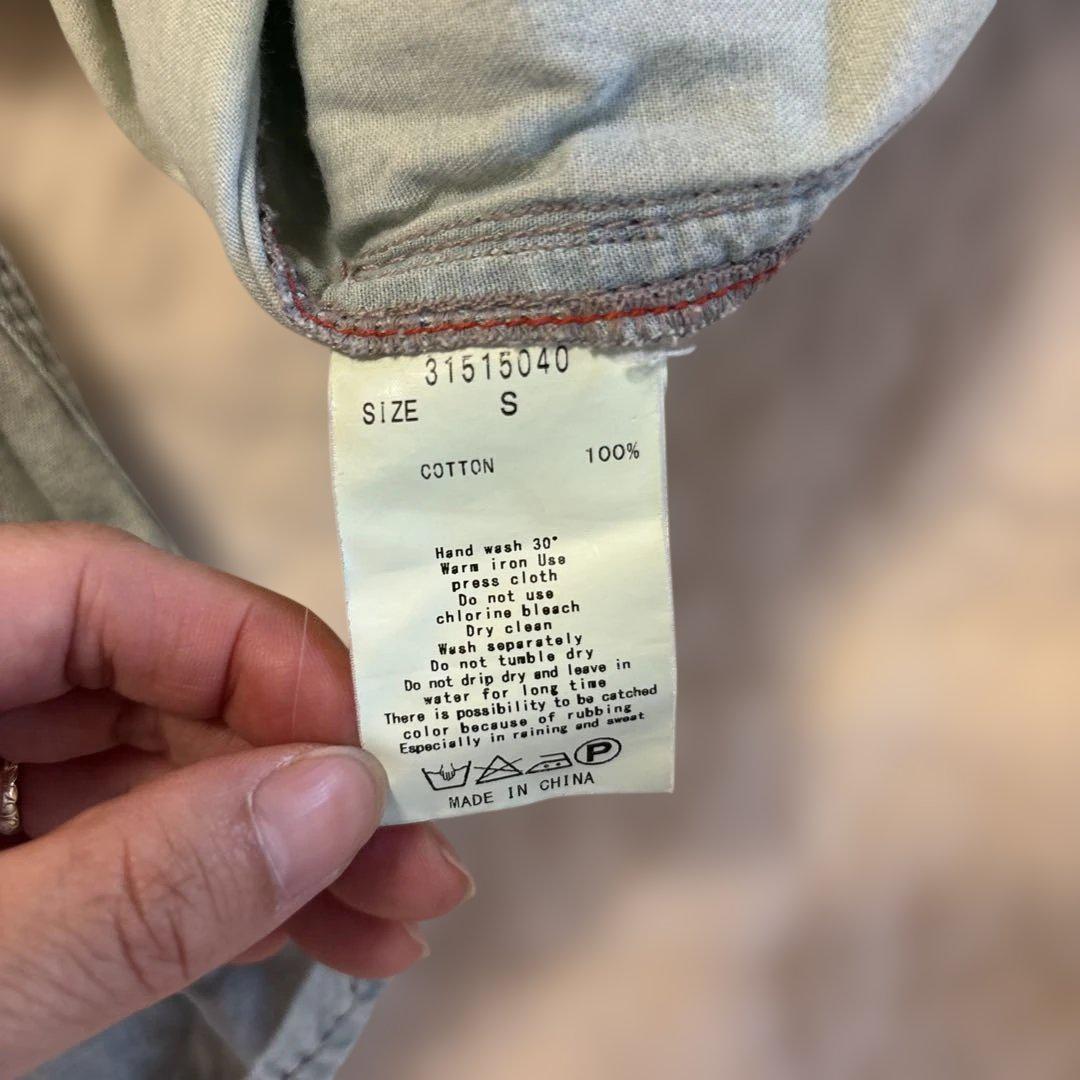 31515040
SIZE S
COTTON 100%
Hand wash 30°
Warm iron Use
press cloth
Do not use
chlorine bleach
Dry clean
Wash separately
Do not tumble dry
Do not drip dry and leave in
water for long time
There is possibility to be catched
color because of rubbing
Especially in raining and sweat
P
MADE IN CHINA